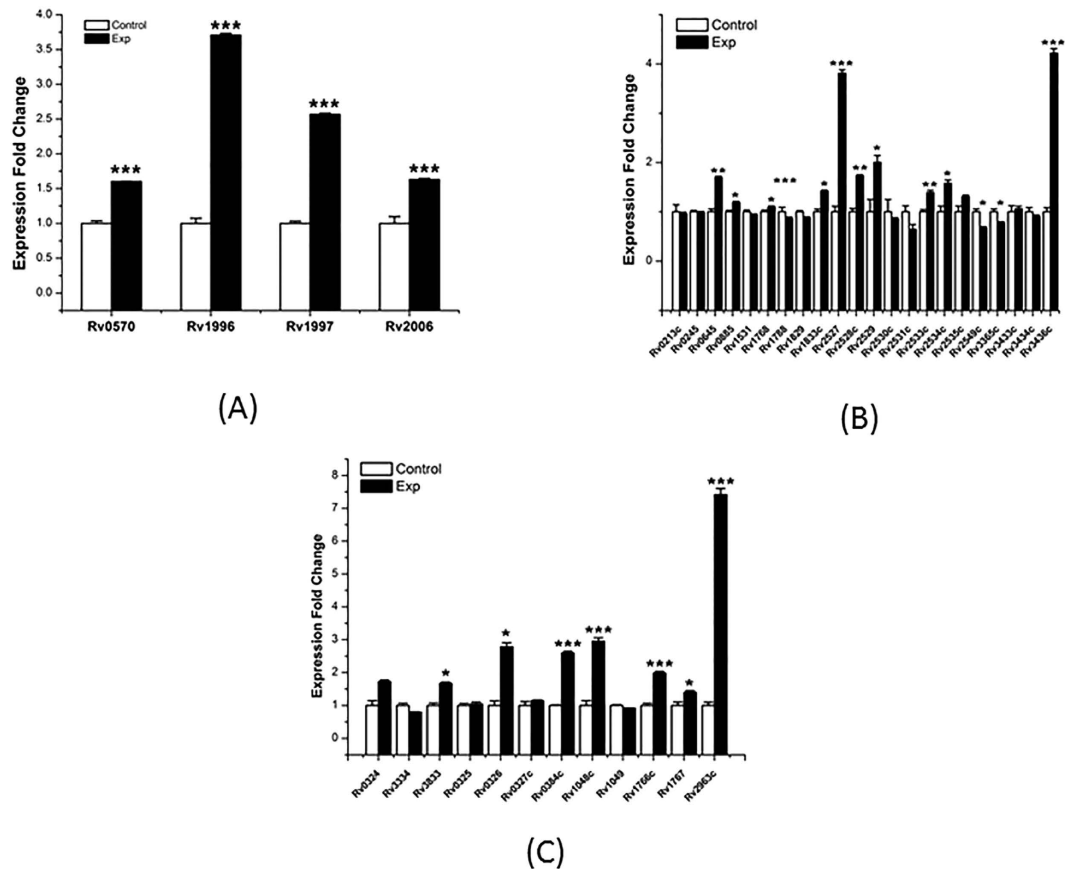 Control
Exp
Expression Fold Change
4.0
3.5
3.0
2.5
2.0
1.5
1.0
0.5
0.0
***
***
***
***
Rv0570
Rv1996
Rv1997
Rv2006
(A)
Control
Exp
Expression Fold Change
4
2
0
**
*
*
***
*
***
**
*
**
*
*
*
***
Rv0213c
Rv0245
Rv0645
Rv0885
Rv1531
Rv1768
Rv1788
Rv1829
Rv1833c
Rv2527
Rv2528c
Rv2529
Rv2530c
Rv2531c
Rv2533c
Rv2534c
Rv2535c
Rv2549c
Rv3365c
Rv3433c
Rv3434c
Rv3436c
(B)
Control
Exp
Expression Fold Change
8
7
6
5
4
3
2
1
0
*
*
***
***
***
*
***
Rv0324
Rv3334
Rv3833
Rv0325
Rv0326
Rv0327c
Rv0384c
Rv1048c
Rv1049
Rv1766c
Rv1767
Rv2963c
(C)